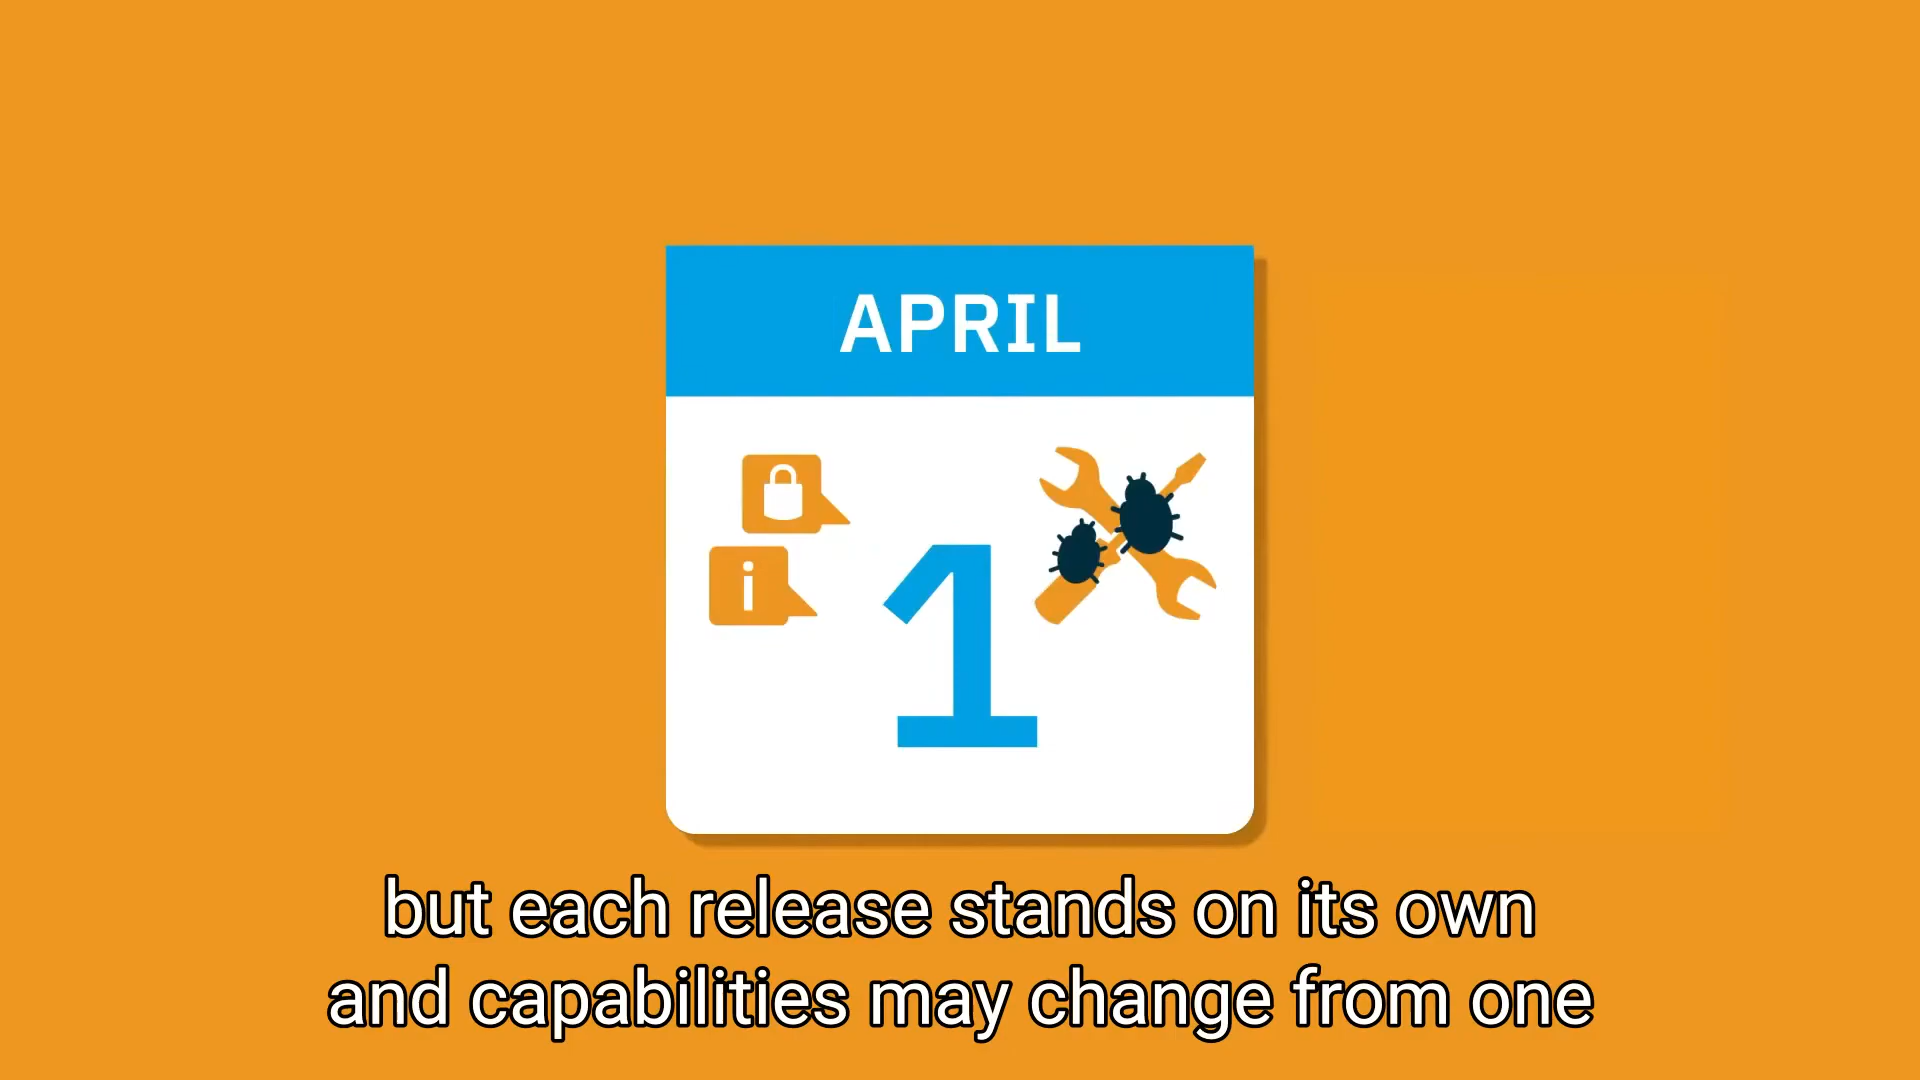 APRIL
i
1
but each release stands on its own
and capabilities may change from one